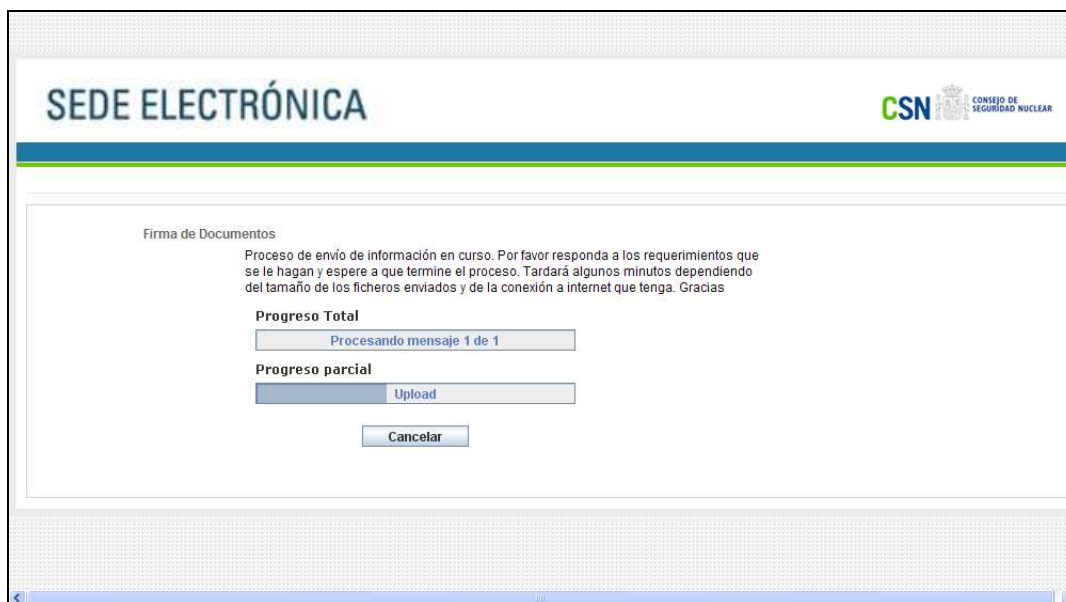 SEDE ELECTRÓNICA
CSN
CONSEJO DE
SEGURIDAD NUCLEAR
Firma de Documentos
Proceso de envío de información en curso. Por favor responda a los requerimientos que
se le hagan y espere a que termine el proceso. Tardará algunos minutos dependiendo
del tamaño de los ficheros enviados y de la conexión a internet que tenga. Gracias
Progreso Total
Procesando mensaje 1 de 1
Progreso parcial
Upload
Cancelar